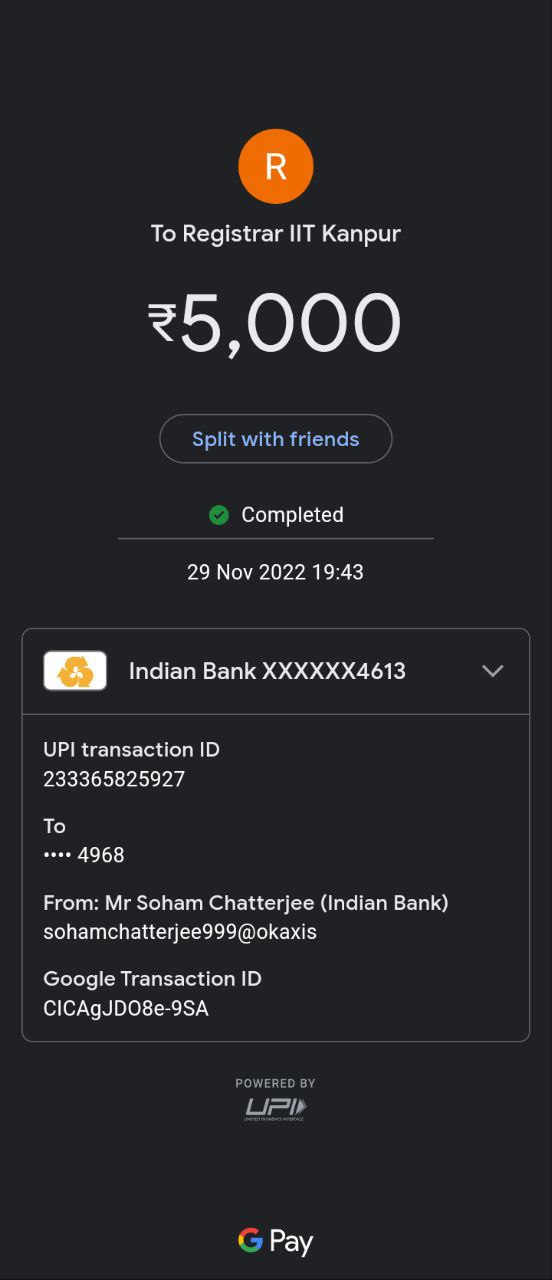 R
To Registrar IIT Kanpur
₹5,000
Split with friends
Completed
29 Nov 2022 19:43
Indian Bank XXXXXX4613
UPI transaction ID
233365825927
To
•••• 4968
From: Mr Soham Chatterjee (Indian Bank)
sohamchatterjee999@okaxis
Google Transaction ID
CICAgJDO8e-9SA
POWERED BY
UPI
UNIFIED PAYMENTS INTERFACE
G Pay